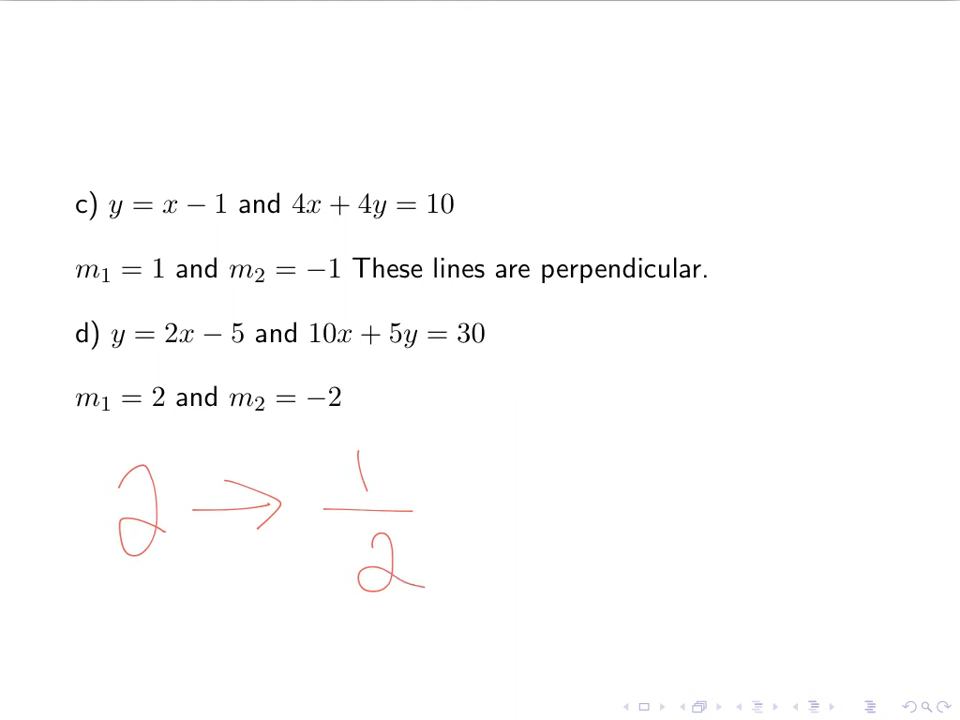 c) y = x − 1 and 4x + 4y = 10
m₁ = 1 and m₂ = −1 These lines are perpendicular.
d) y = 2x − 5 and 10x + 5y = 30
m₁ = 2 and m₂ = −2
2 → 1/2